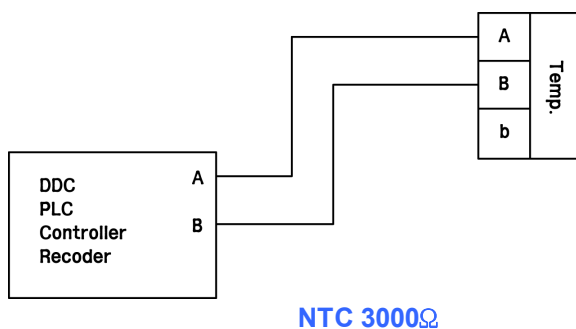 A
B
b
Temp.
DDC
PLC
Controller
Recoder
A
B
NTC 3000Ω